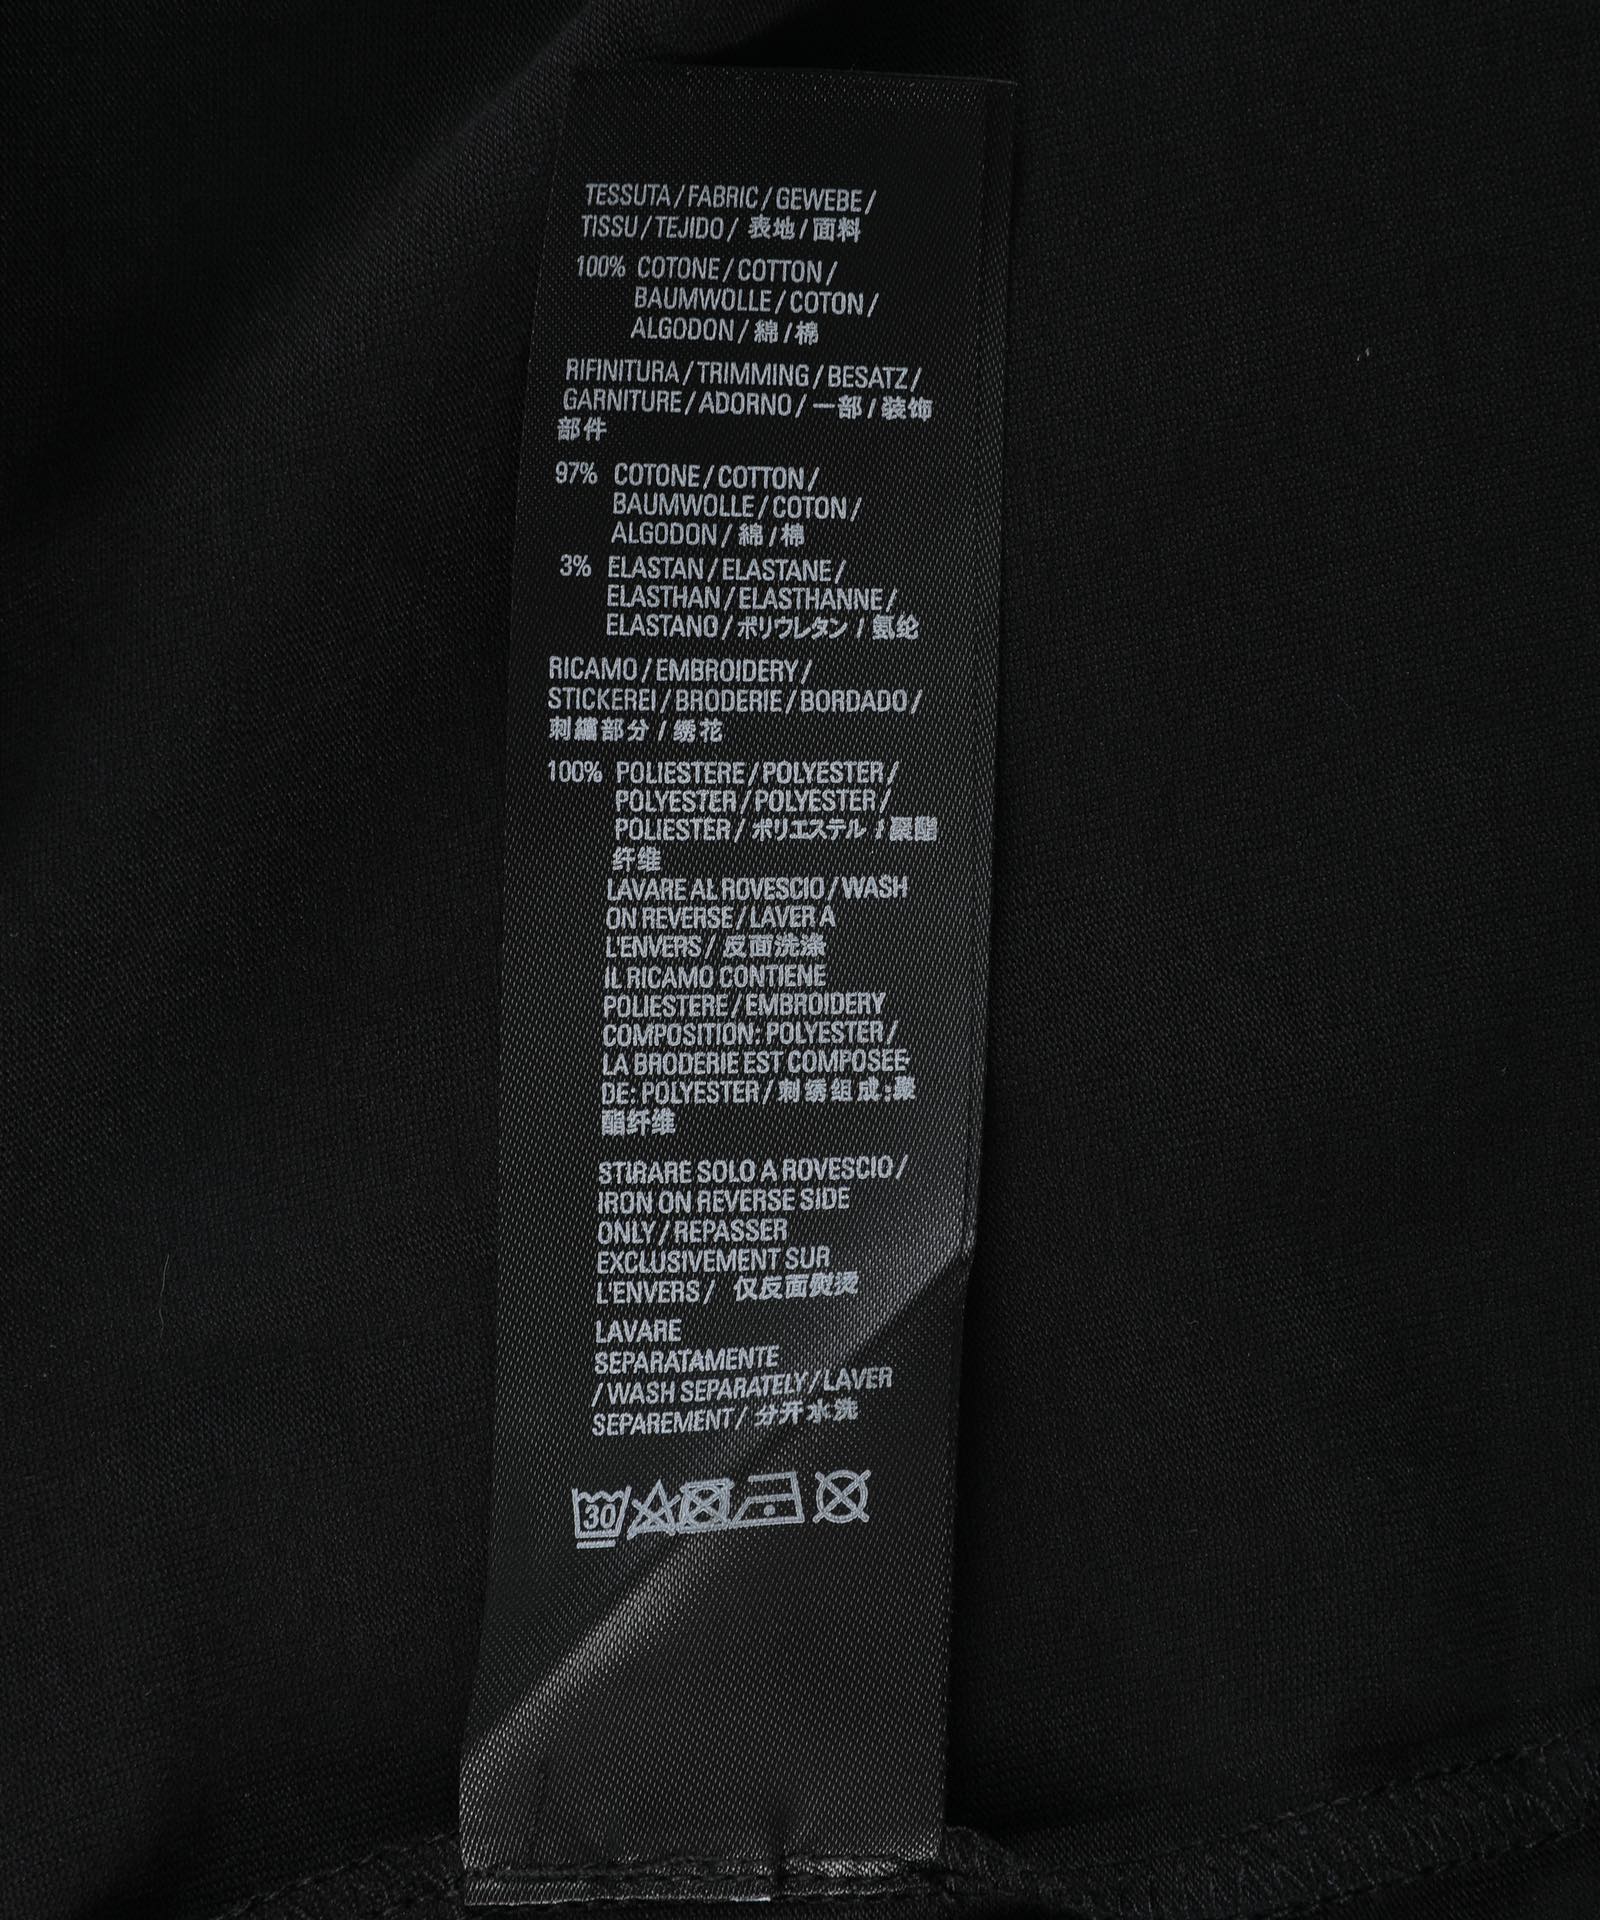 TESSUTA / FABRIC / GEWEBE /
TISSU / TEJIDO / 表地 / 面料
100% COTONE / COTTON /
BAUMWOLLE / COTON /
ALGODON / 綿 / 棉
RIFINITURA / TRIMMING / BESATZ /
GARNITURE / ADORNO / 一部 / 装饰
部件
97% COTONE / COTTON /
BAUMWOLLE / COTON /
ALGODON / 綿 / 棉
3% ELASTAN / ELASTANE /
ELASTHAN / ELASTHANNE /
ELASTANO / ポリウレタン / 氨纶
RICAMO / EMBROIDERY /
STICKEREI / BRODERIE / BORDADO /
刺繍部分 / 绣花
100% POLIESTERE / POLYESTER /
POLYESTER / POLYESTER /
POLIESTER / ポリエステル / 聚酯
纤维
LAVARE AL ROVESCIO / WASH
ON REVERSE / LAVER A
L'ENVERS / 反面洗涤
IL RICAMO CONTIENE
POLIESTERE / EMBROIDERY
COMPOSITION: POLYESTER /
LA BRODERIE EST COMPOSEE
DE: POLYESTER / 刺绣组成:聚
酯纤维
STIRARE SOLO A ROVESCIO /
IRON ON REVERSE SIDE
ONLY / REPASSER
EXCLUSIVEMENT SUR
L'ENVERS / 仅反面熨烫
LAVARE
SEPARATAMENTE
/ WASH SEPARATELY / LAVER
SEPAREMENT / 分开水洗
30